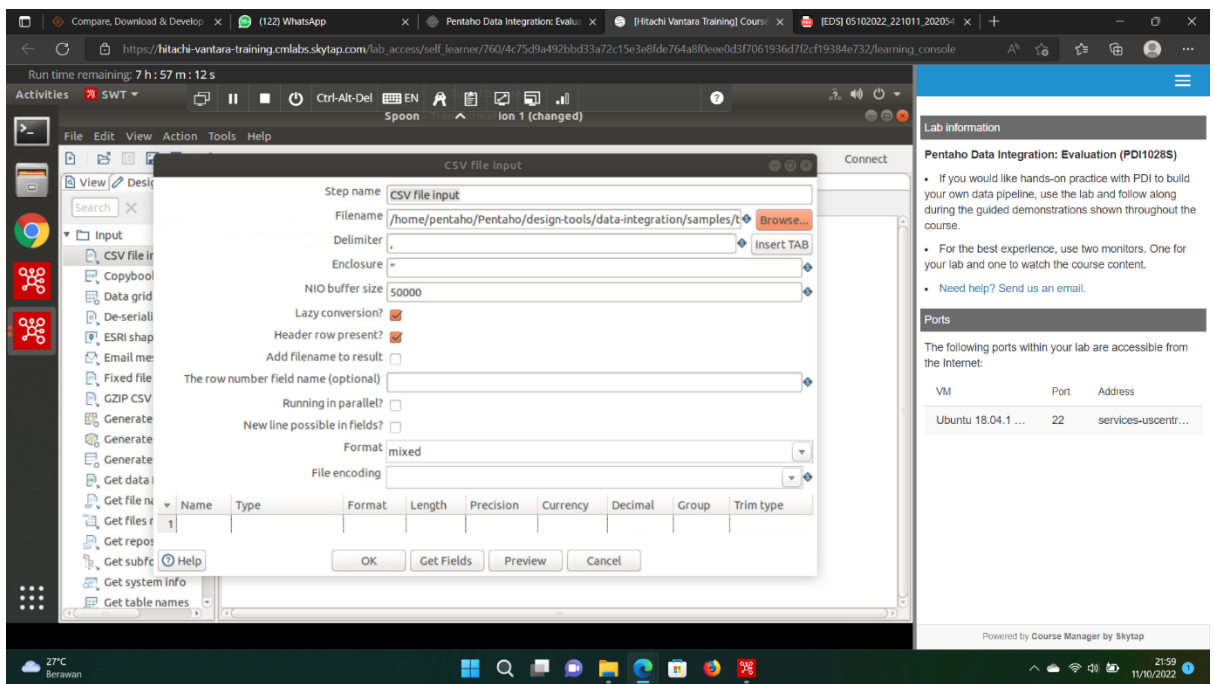 Compare, Download & Develop
(122) WhatsApp
Pentaho Data Integration: Evalua
[Hitachi Vantara Training] Course
[EDS] 05102022_221011_202054
https://hitachi-vantara-training.cmlabs.skytap.com/lab_access/self_learner/760/4c75d9a492bbd33a72c15e3e8fde764a8f0eee0d3f7061936d7f2cf19384e732/learning_console
Run time remaining: 7 h : 57 m : 12 s
Activities SWT Ctrl-Alt-Del EN
Spoon - Transformation 1 (changed)
File Edit View Action Tools Help
Connect
View Desig
Search
Input
CSV file in
Copybool
Data grid
De-seriali
ESRI shap
Email mes
Fixed file
GZIP CSV
Generate
Generate
Generate
Get data
Get file na
Get files r
Get repos
Get subfo
Get system info
Get table names
CSV file input
Step name CSV file input
Filename /home/pentaho/Pentaho/design-tools/data-integration/samples/t Browse...
Delimiter , Insert TAB
Enclosure "
NIO buffer size 50000
Lazy conversion?
Header row present?
Add filename to result
The row number field name (optional)
Running in parallel?
New line possible in fields?
Format mixed
File encoding
Name Type Format Length Precision Currency Decimal Group Trim type
1
Help OK Get Fields Preview Cancel
Lab information
Pentaho Data Integration: Evaluation (PDI1028S)
• If you would like hands-on practice with PDI to build
your own data pipeline, use the lab and follow along
during the guided demonstrations shown throughout the
course.
• For the best experience, use two monitors. One for
your lab and one to watch the course content.
• Need help? Send us an email.
Ports
The following ports within your lab are accessible from
the Internet:
VM Port Address
Ubuntu 18.04.1 ... 22 services-uscentr...
Powered by Course Manager by Skytap
27°C
Berawan
21:59
11/10/2022
1